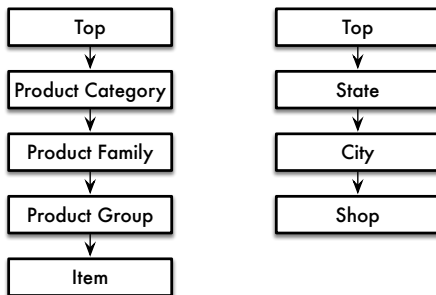 Top
Product Category
Product Family
Product Group
Item
Top
State
City
Shop